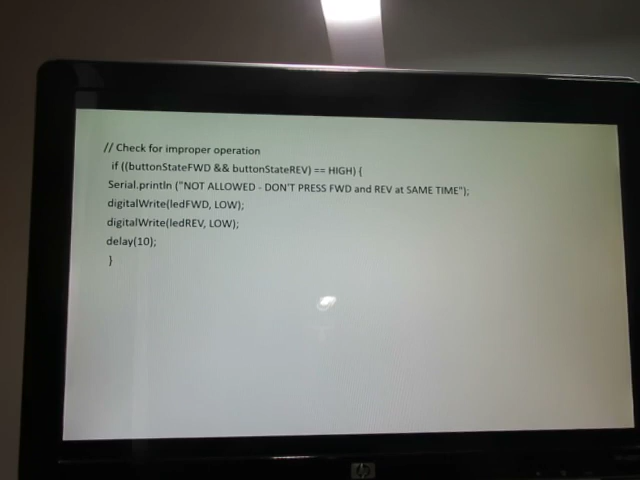 // Check for improper operation
if ((buttonStateFWD && buttonStateREV) == HIGH) {
Serial.println ("NOT ALLOWED - DON'T PRESS FWD and REV at SAME TIME");
digitalWrite(ledFWD, LOW);
digitalWrite(ledREV, LOW);
delay(10);
}
hp